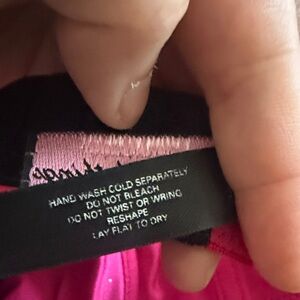 HAND WASH COLD SEPARATELY
DO NOT BLEACH
DO NOT TWIST OR WRING
RESHAPE
LAY FLAT TO DRY